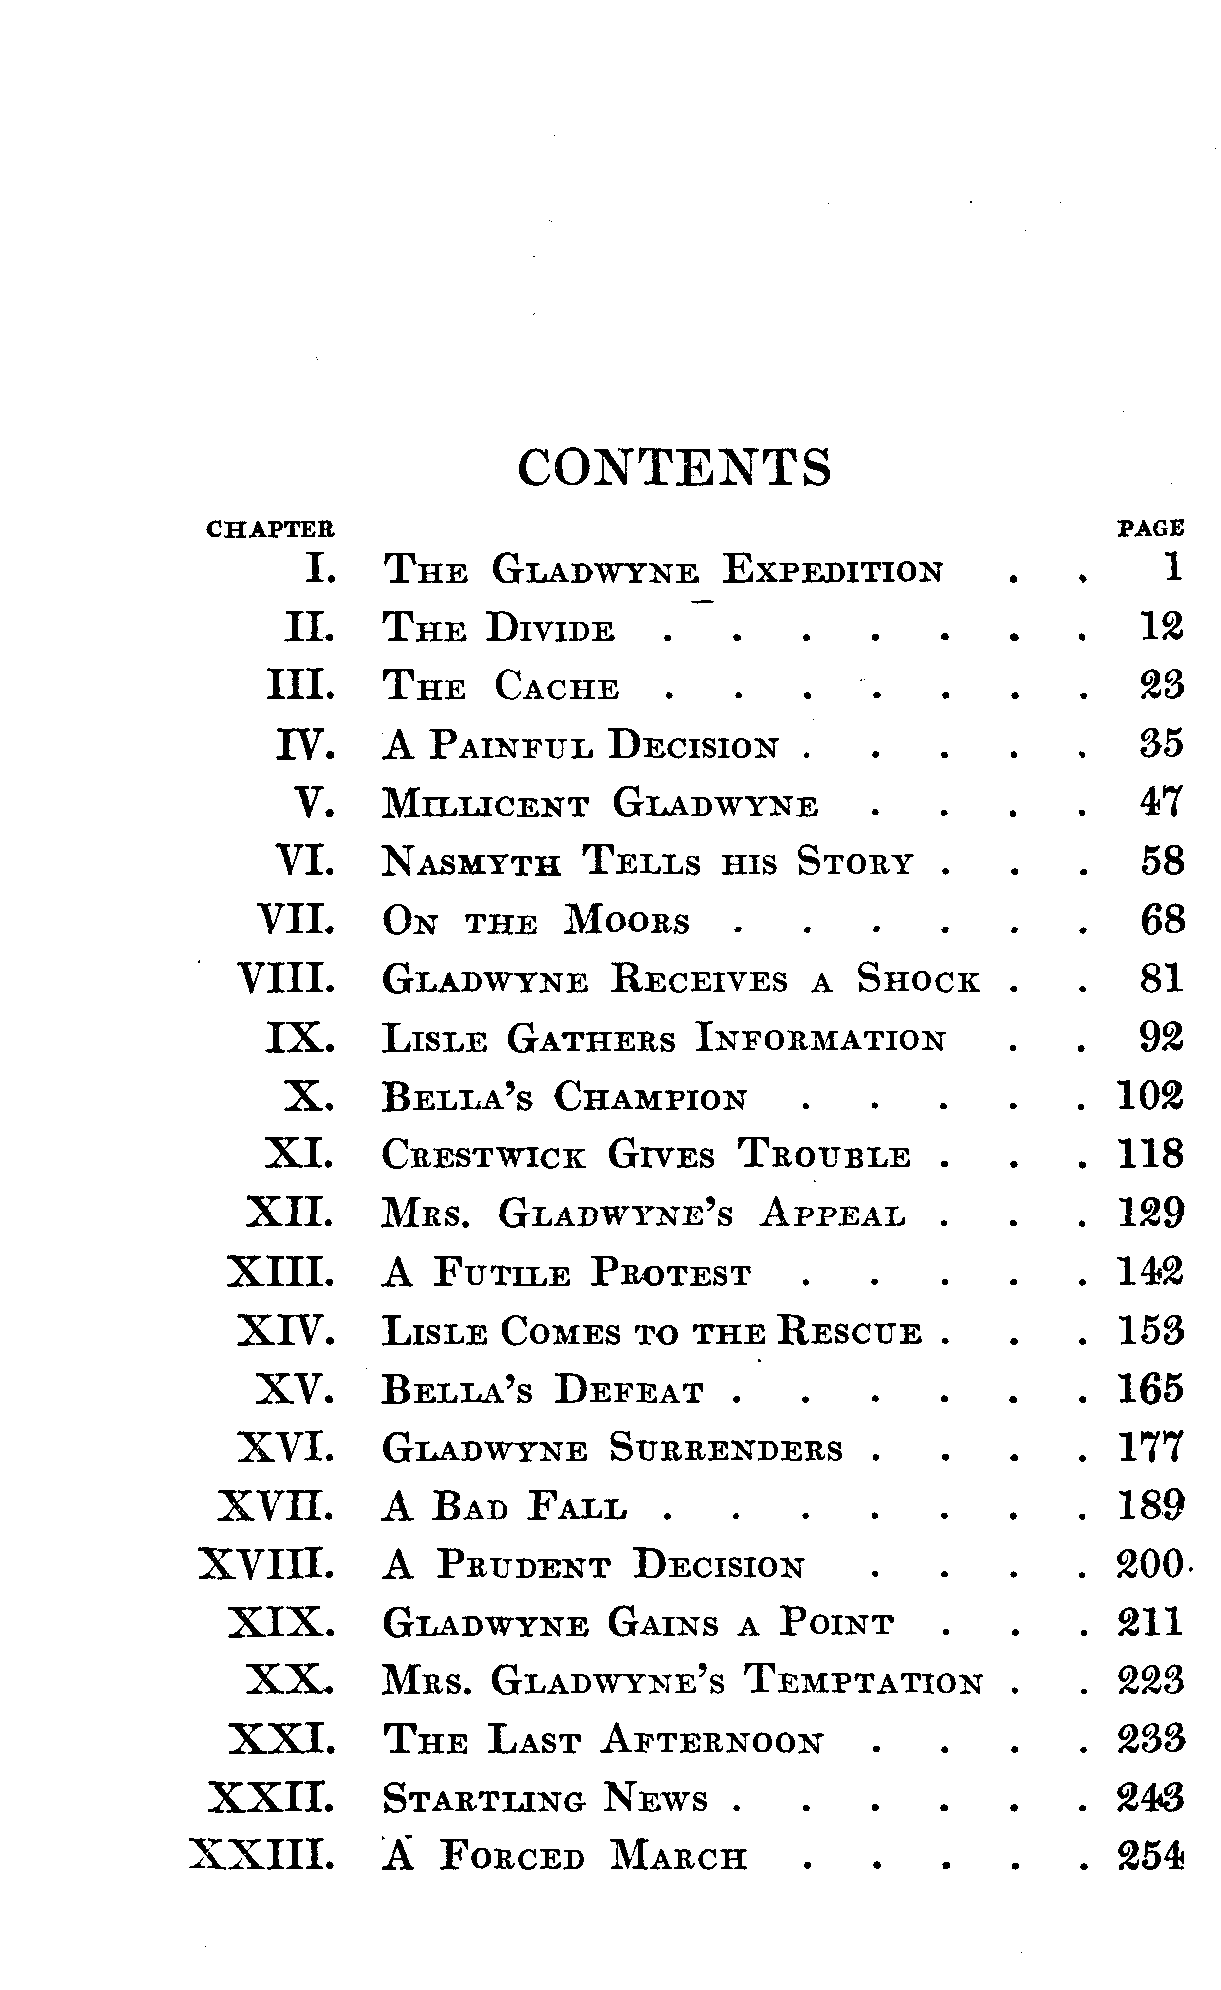 CONTENTS
CHAPTER PAGE
I. THE GLADWYNE EXPEDITION . . 1
II. THE DIVIDE . . . . . . . 12
III. THE CACHE . . . . . . . 23
IV. A PAINFUL DECISION . . . . . 35
V. MILLICENT GLADWYNE . . . . 47
VI. NASMYTH TELLS HIS STORY . . . 58
VII. ON THE MOORS . . . . . . 68
VIII. GLADWYNE RECEIVES A SHOCK . . 81
IX. LISLE GATHERS INFORMATION . . 92
X. BELLA'S CHAMPION . . . . . 102
XI. CRESTWICK GIVES TROUBLE . . . 118
XII. MRS. GLADWYNE'S APPEAL . . . 129
XIII. A FUTILE PROTEST . . . . . 142
XIV. LISLE COMES TO THE RESCUE . . . 153
XV. BELLA'S DEFEAT . . . . . . 165
XVI. GLADWYNE SURRENDERS . . . . 177
XVII. A BAD FALL . . . . . . . 189
XVIII. A PRUDENT DECISION . . . . 200
XIX. GLADWYNE GAINS A POINT . . . 211
XX. MRS. GLADWYNE'S TEMPTATION . . 223
XXI. THE LAST AFTERNOON . . . . 233
XXII. STARTLING NEWS . . . . . . 243
XXIII. A FORCED MARCH . . . . . 254